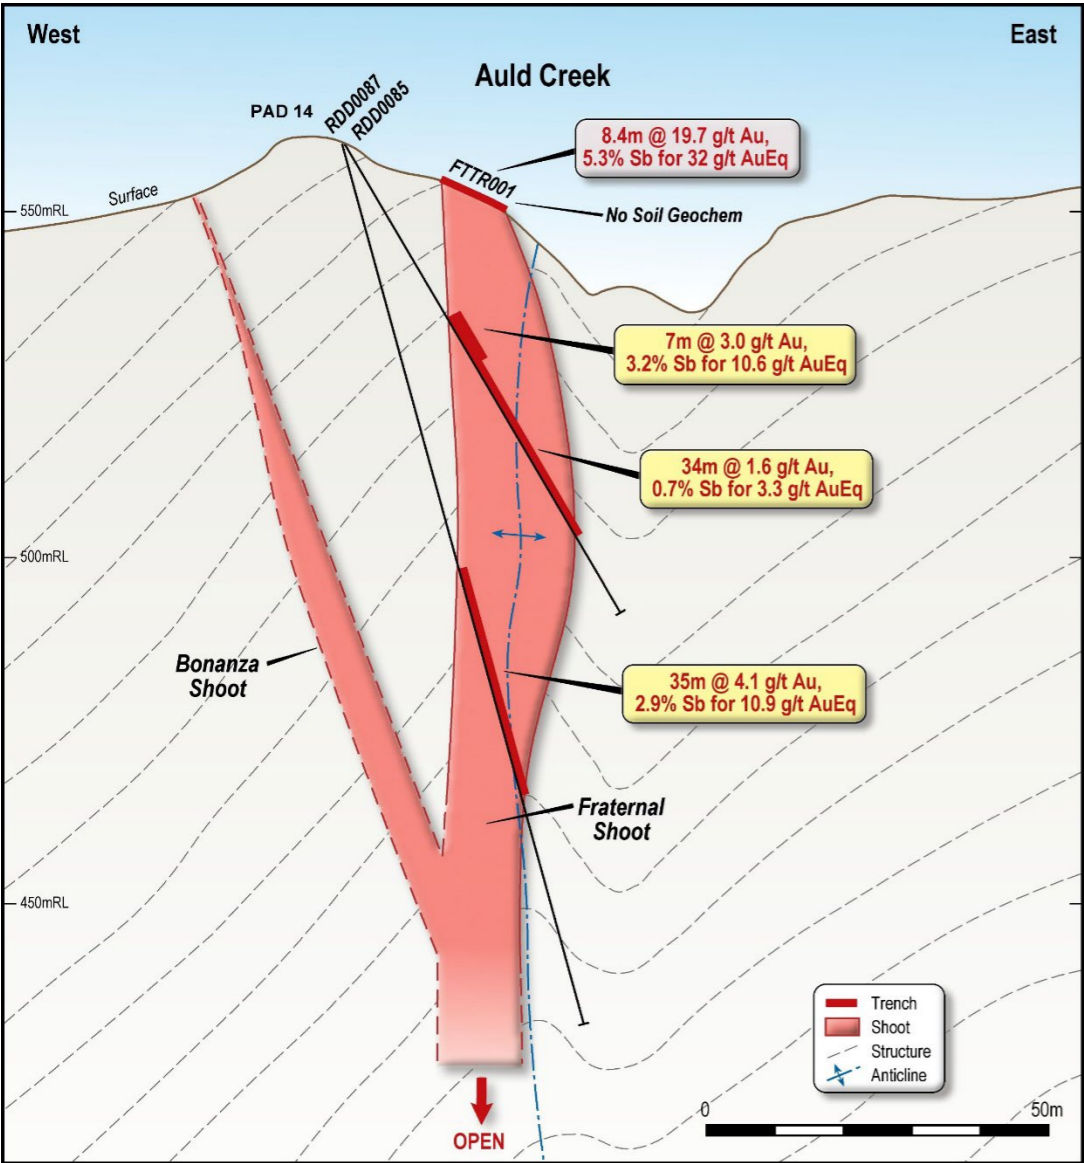 West
East
Auld Creek
PAD 14
RDD0087
RDD0085
8.4m @ 19.7 g/t Au,
5.3% Sb for 32 g/t AuEq
FTTR001
Surface
No Soil Geochem
550mRL
7m @ 3.0 g/t Au,
3.2% Sb for 10.6 g/t AuEq
34m @ 1.6 g/t Au,
0.7% Sb for 3.3 g/t AuEq
500mRL
Bonanza
Shoot
35m @ 4.1 g/t Au,
2.9% Sb for 10.9 g/t AuEq
Fraternal
Shoot
450mRL
Trench
Shoot
Structure
Anticline
0
50m
OPEN